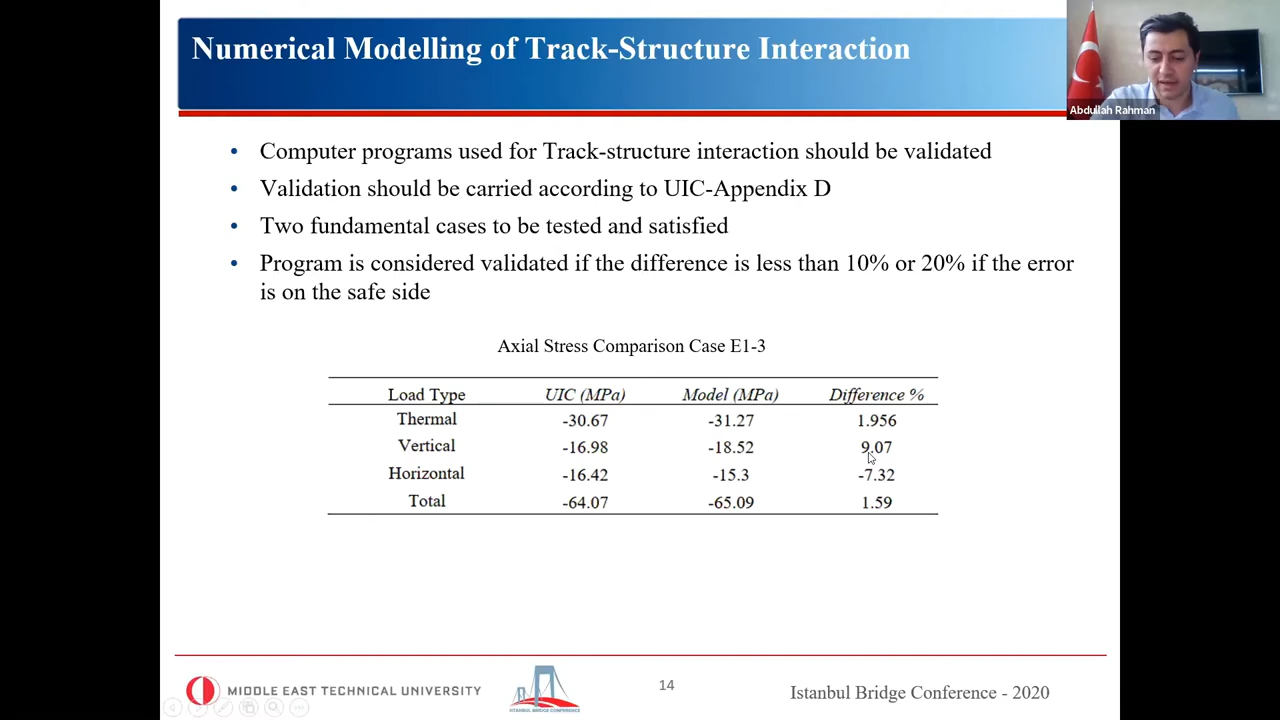 Numerical Modelling of Track-Structure Interaction
Abdullah Rahman
• Computer programs used for Track-structure interaction should be validated
• Validation should be carried according to UIC-Appendix D
• Two fundamental cases to be tested and satisfied
• Program is considered validated if the difference is less than 10% or 20% if the error
is on the safe side
Axial Stress Comparison Case E1-3
Load Type UIC (MPa) Model (MPa) Difference %
Thermal -30.67 -31.27 1.956
Vertical -16.98 -18.52 9.07
Horizontal -16.42 -15.3 -7.32
Total -64.07 -65.09 1.59
MIDDLE EAST TECHNICAL UNIVERSITY
ISTANBUL BRIDGE CONFERENCE
14
Istanbul Bridge Conference - 2020